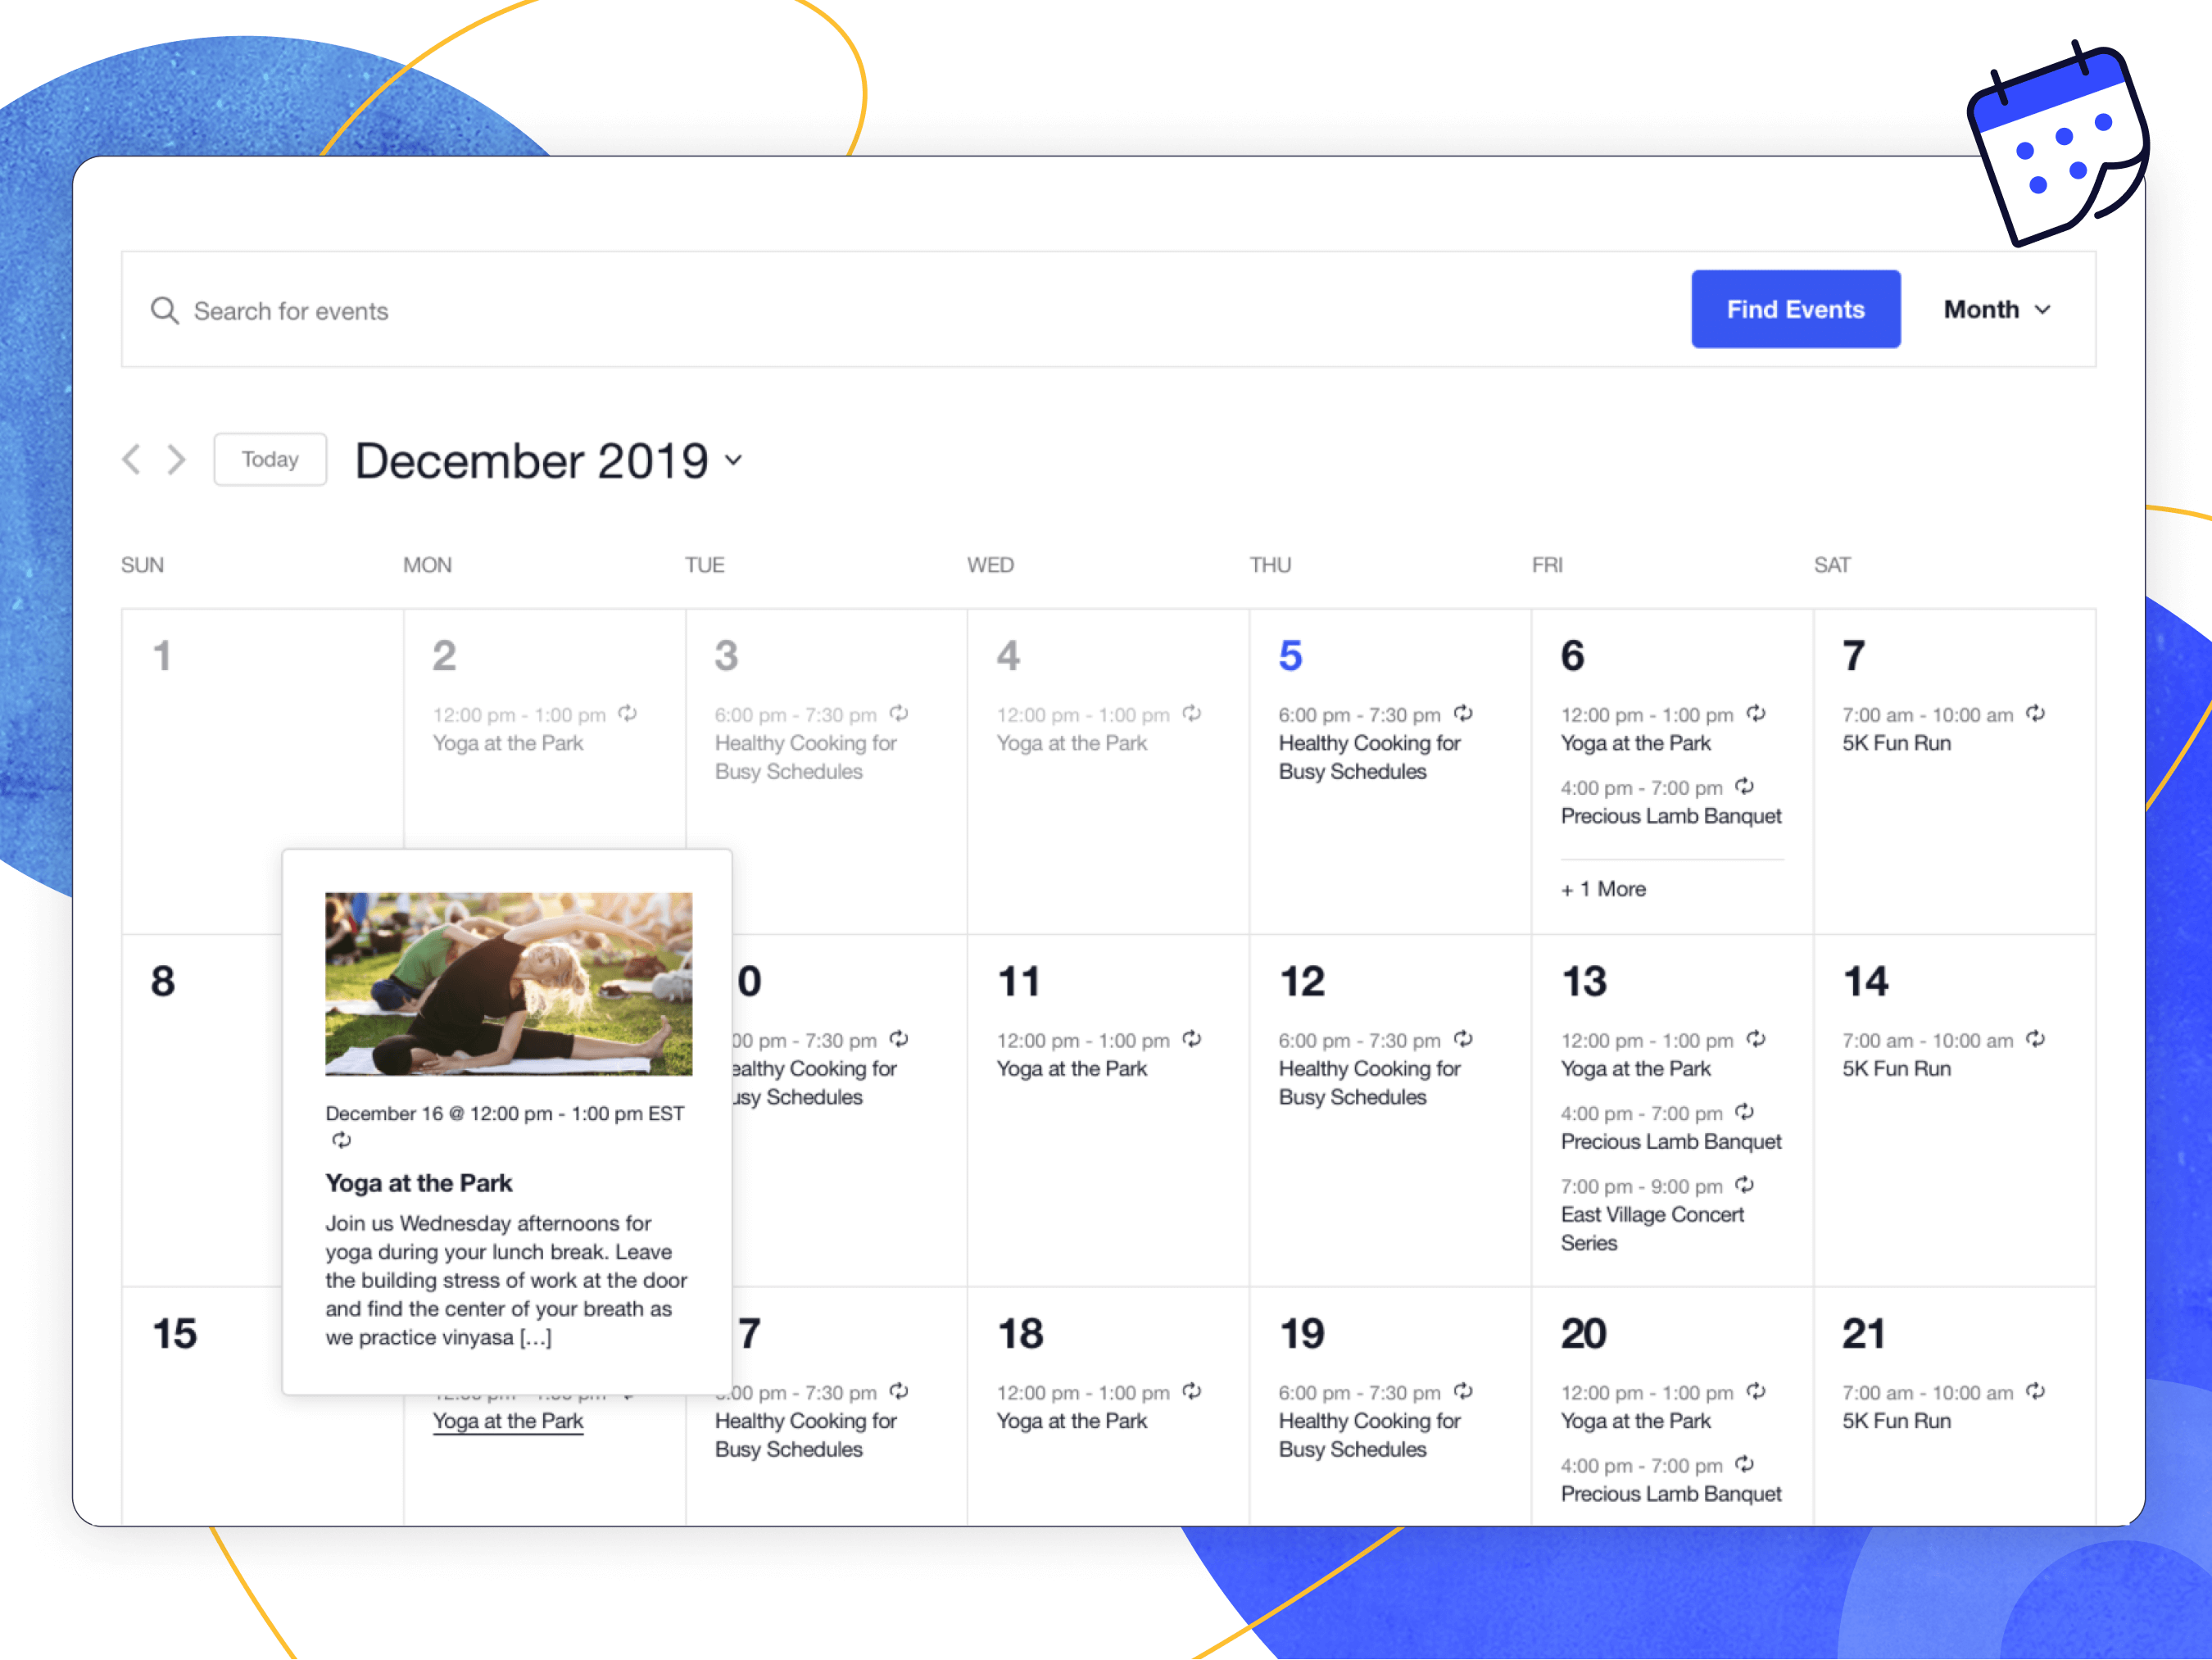 Search for events
Find Events
Month
Today
December 2019
SUN MON TUE WED THU FRI SAT
1
2
12:00 pm - 1:00 pm
Yoga at the Park
3
6:00 pm - 7:30 pm
Healthy Cooking for
Busy Schedules
4
12:00 pm - 1:00 pm
Yoga at the Park
5
6:00 pm - 7:30 pm
Healthy Cooking for
Busy Schedules
6
12:00 pm - 1:00 pm
Yoga at the Park
4:00 pm - 7:00 pm
Precious Lamb Banquet
+ 1 More
7
7:00 am - 10:00 am
5K Fun Run
8
December 16 @ 12:00 pm - 1:00 pm EST
Yoga at the Park
Join us Wednesday afternoons for
yoga during your lunch break. Leave
the building stress of work at the door
and find the center of your breath as
we practice vinyasa [...]
0
:00 pm - 7:30 pm
ealthy Cooking for
usy Schedules
11
12:00 pm - 1:00 pm
Yoga at the Park
12
6:00 pm - 7:30 pm
Healthy Cooking for
Busy Schedules
13
12:00 pm - 1:00 pm
Yoga at the Park
4:00 pm - 7:00 pm
Precious Lamb Banquet
7:00 pm - 9:00 pm
East Village Concert
Series
14
7:00 am - 10:00 am
5K Fun Run
15
12:00 pm - 1:00 pm
Yoga at the Park
7
:00 pm - 7:30 pm
Healthy Cooking for
Busy Schedules
18
12:00 pm - 1:00 pm
Yoga at the Park
19
6:00 pm - 7:30 pm
Healthy Cooking for
Busy Schedules
20
12:00 pm - 1:00 pm
Yoga at the Park
4:00 pm - 7:00 pm
Precious Lamb Banquet
21
7:00 am - 10:00 am
5K Fun Run